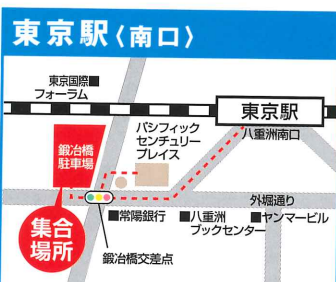 東京駅〈南口〉
東京国際■
フォーラム
東京駅
八重洲南口
パシフィック
センチュリー
プレイス
鍛冶橋
駐車場
外堀通り
集合
場所
■常陽銀行
■八重洲
ブックセンター
■ヤンマービル
鍛冶橋交差点